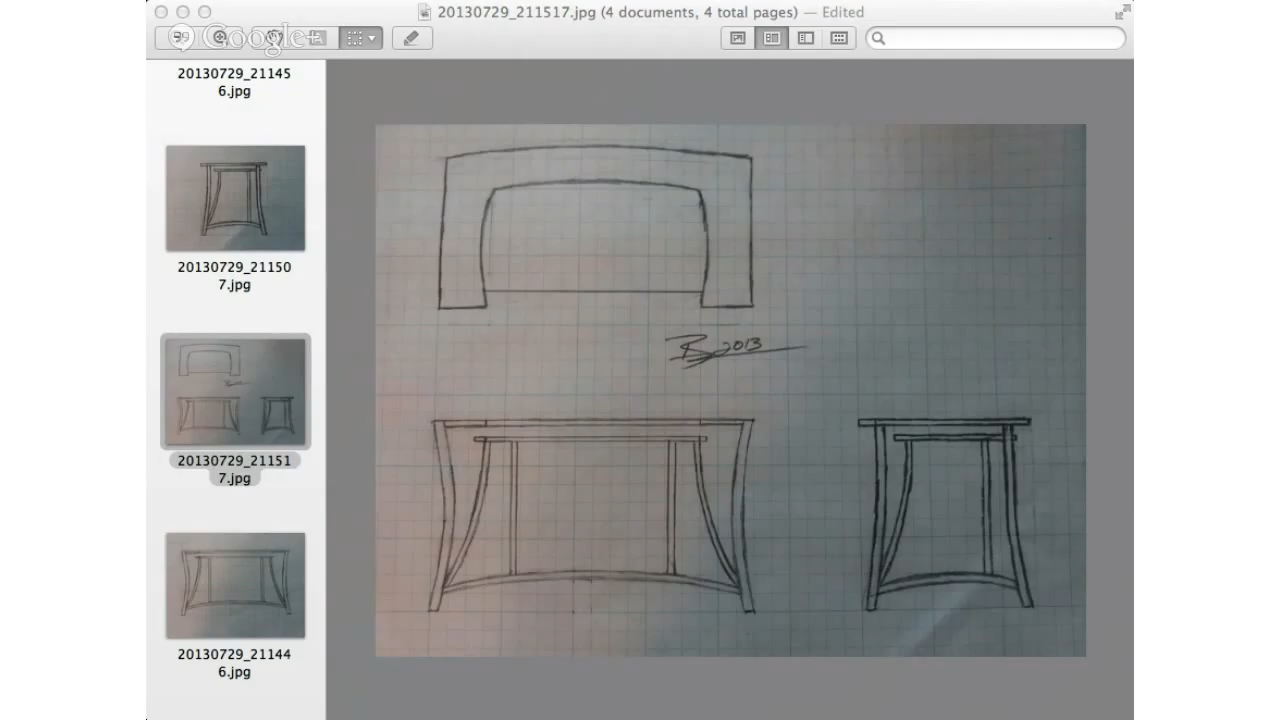 20130729_211517.jpg (4 documents, 4 total pages) — Edited
Google+
20130729_21145
6.jpg
20130729_21150
7.jpg
20130729_21151
7.jpg
20130729_21144
6.jpg
2013